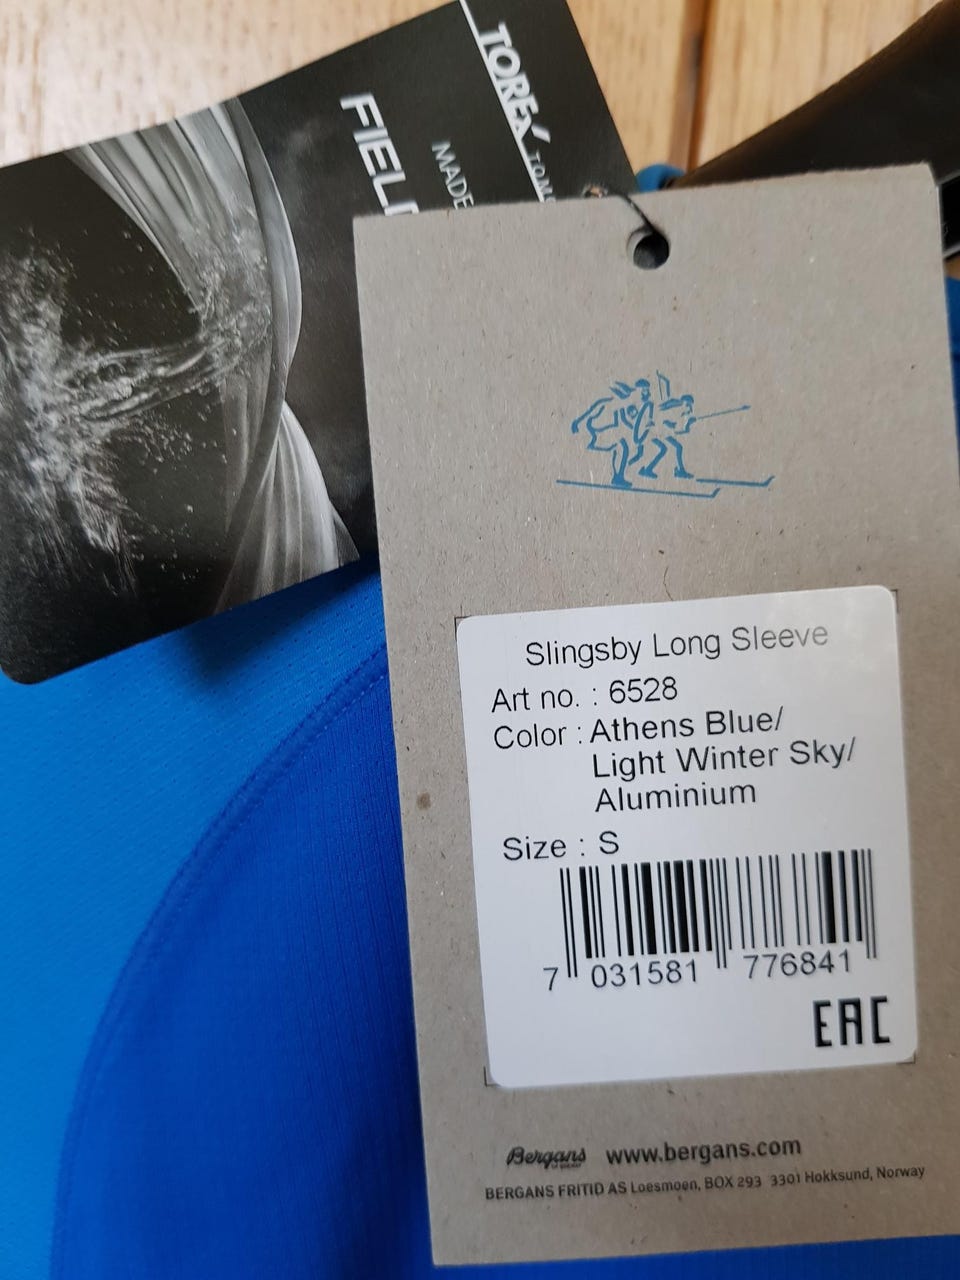 TOREX
MADE
Slingsby Long Sleeve
Art no. : 6528
Color : Athens Blue/
Light Winter Sky/
Aluminium
Size : S
7 031581 776841
EAC
Bergans www.bergans.com
BERGANS FRITID AS Loesmoen, BOX 293 3301 Hokksund, Norway